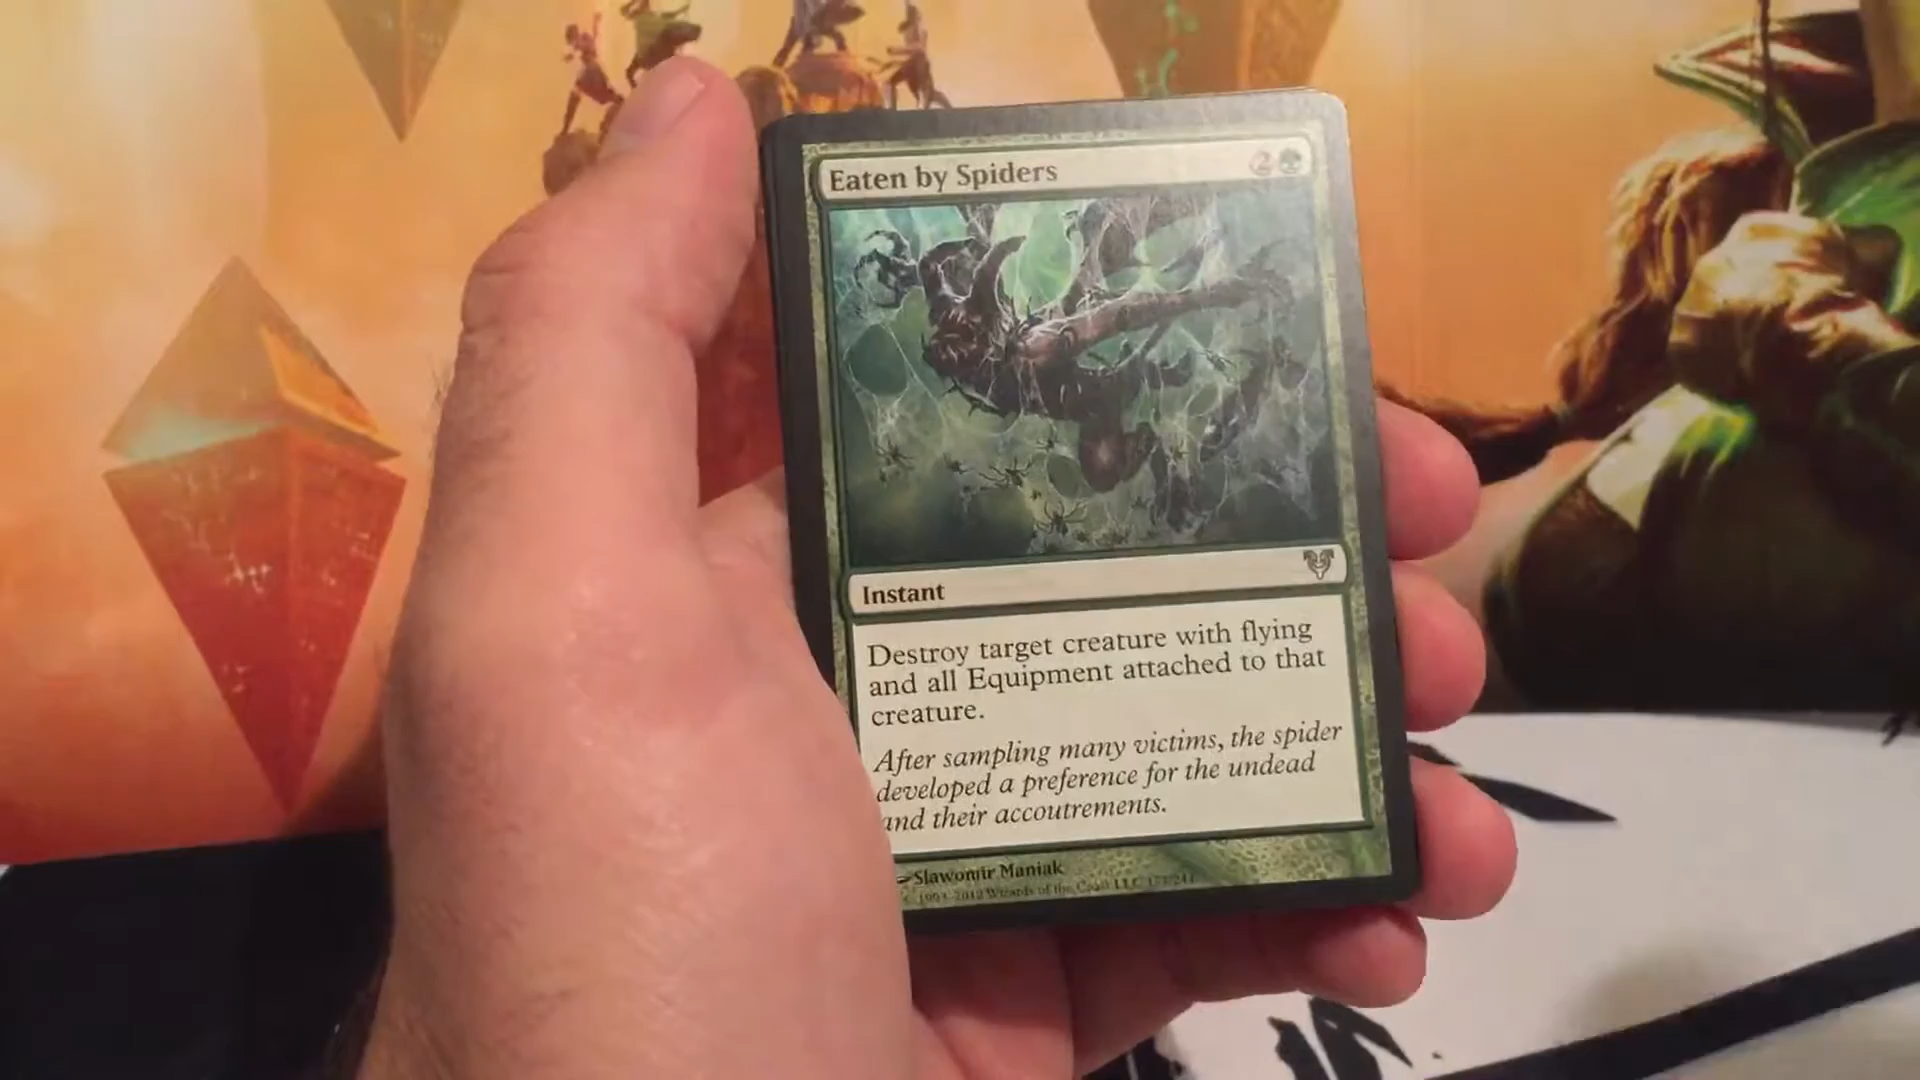 Eaten by Spiders 2
Instant
Destroy target creature with flying
and all Equipment attached to that
creature.
After sampling many victims, the spider
developed a preference for the undead
and their accoutrements.
Slawomir Maniak
1993-2012 Wizards of the Coast LLC